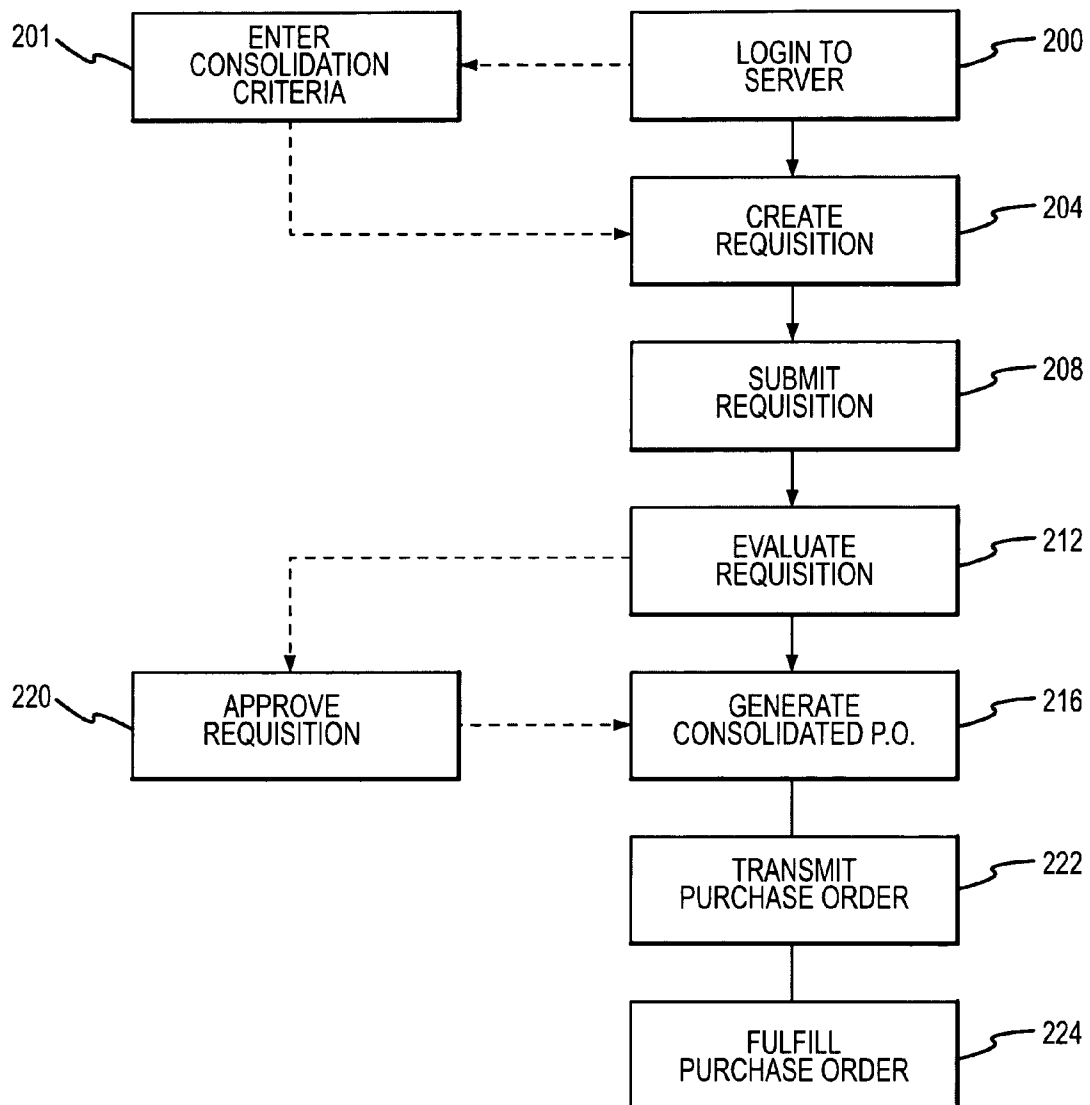 201
ENTER
CONSOLIDATION
CRITERIA
LOGIN TO
SERVER
200
CREATE
REQUISITION
204
SUBMIT
REQUISITION
208
EVALUATE
REQUISITION
212
220
APPROVE
REQUISITION
GENERATE
CONSOLIDATED P.O.
216
TRANSMIT
PURCHASE ORDER
222
FULFILL
PURCHASE ORDER
224